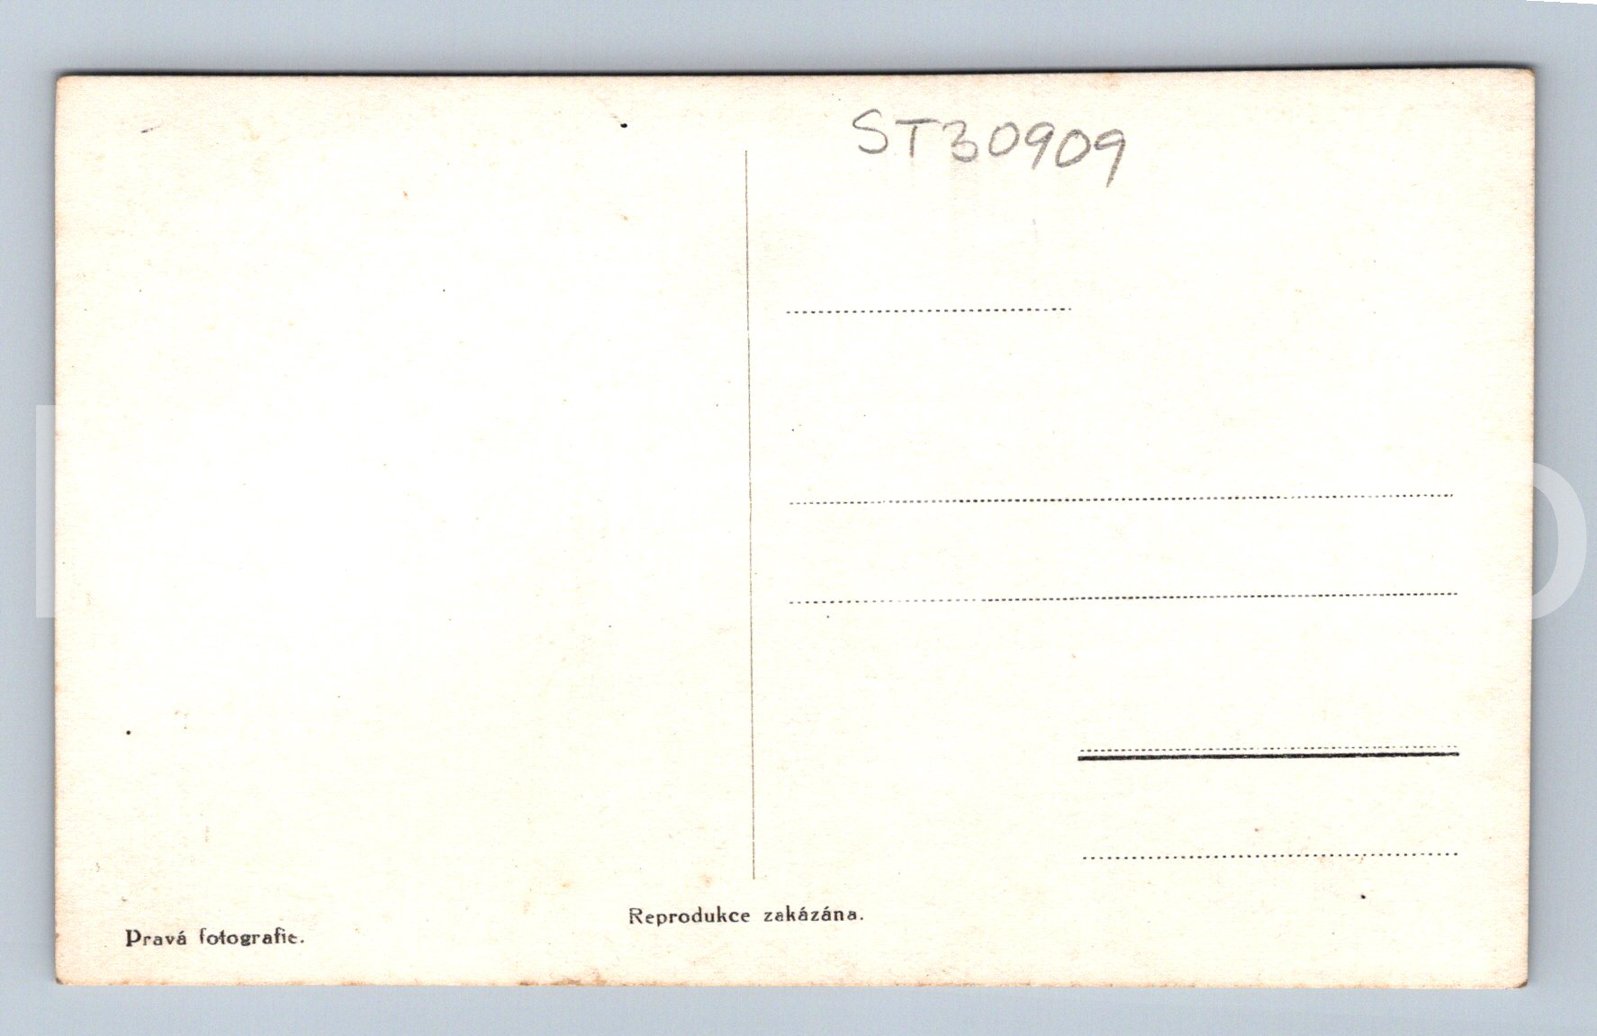 ST30909
Reprodukce zakázána.
Pravá fotografie.